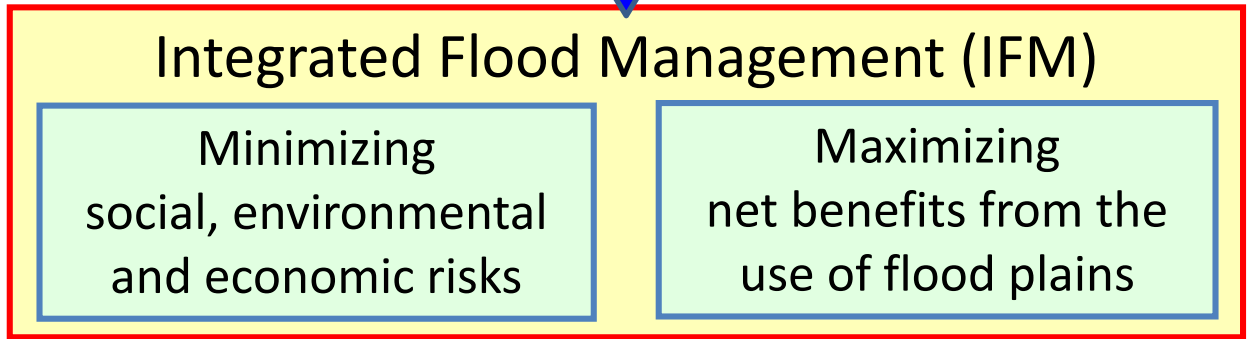 Integrated Flood Management (IFM)
Minimizing
social, environmental
and economic risks
Maximizing
net benefits from the
use of flood plains